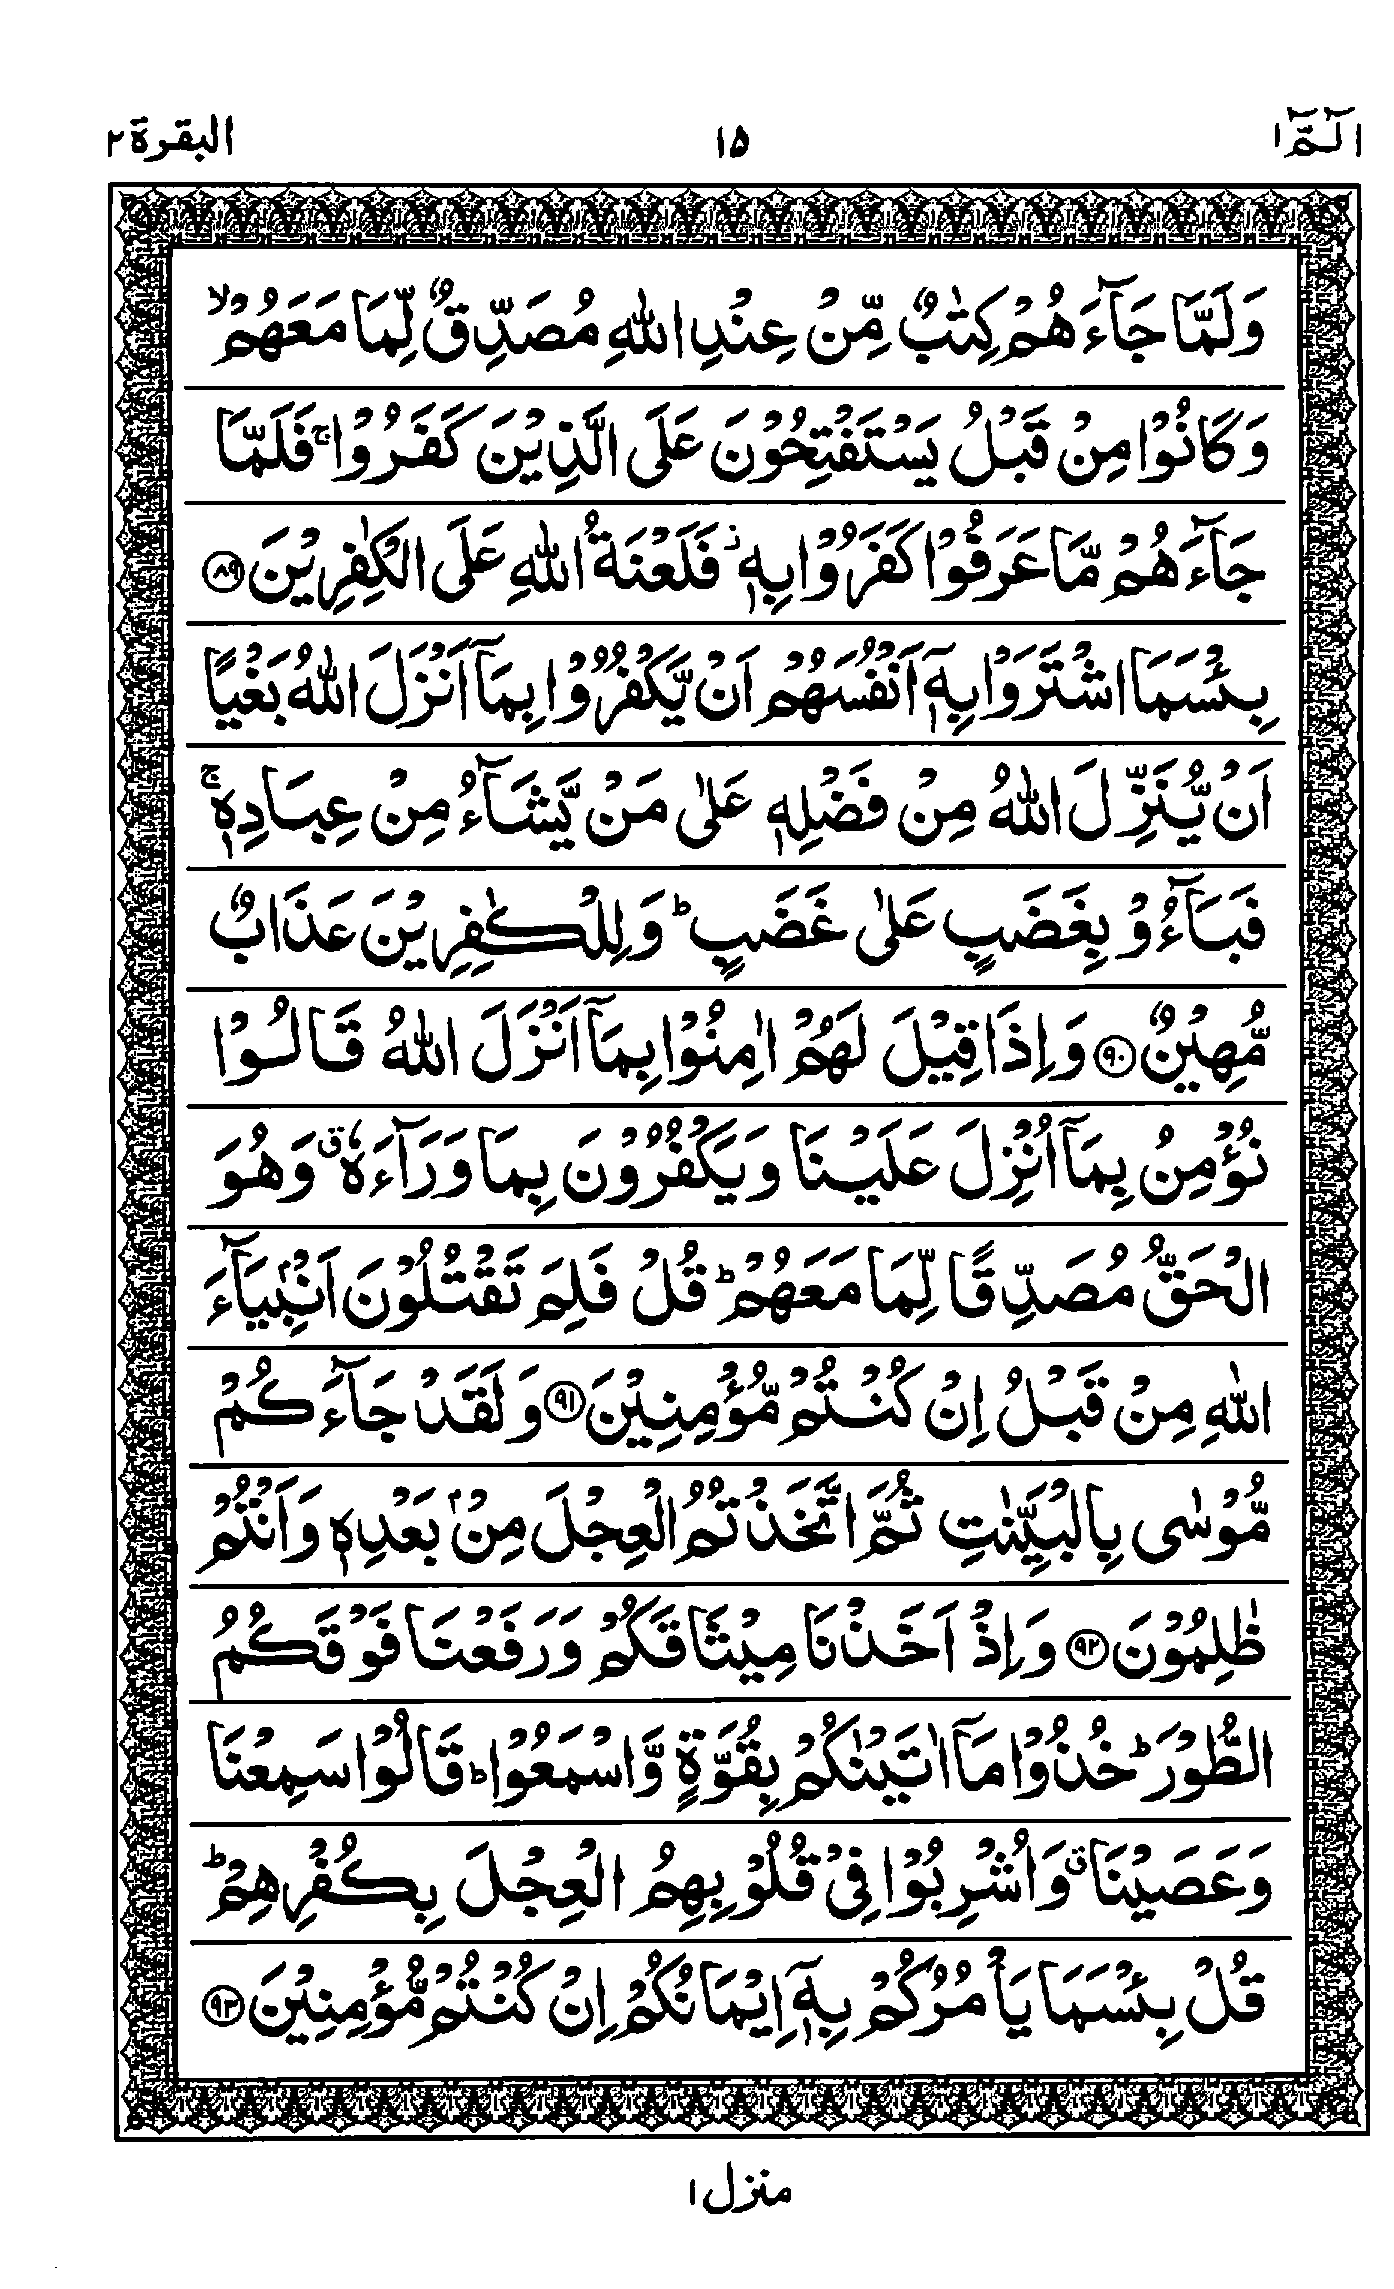 الٓمّٓ ١
١٥
البقرة ٢
وَلَمَّا جَآءَهُمْ كِتٰبٌ مِّنْ عِنْدِ اللّٰهِ مُصَدِّقٌ لِّمَا مَعَهُمْ ۙ
وَكَانُوْا مِنْ قَبْلُ يَسْتَفْتِحُوْنَ عَلَى الَّذِيْنَ كَفَرُوْا ۚ فَلَمَّا
جَآءَهُمْ مَّا عَرَفُوْا كَفَرُوْا بِهٖ ۡ فَلَعْنَةُ اللّٰهِ عَلَى الْكٰفِرِيْنَ ﴿٨٩﴾
بِئْسَمَا اشْتَرَوْا بِهٖۤ اَنْفُسَهُمْ اَنْ يَّكْفُرُوْا بِمَاۤ اَنْزَلَ اللّٰهُ بَغْيًا
اَنْ يُّنَزِّلَ اللّٰهُ مِنْ فَضْلِهٖ عَلٰى مَنْ يَّشَآءُ مِنْ عِبَادِهٖ ۚ
فَبَآءُوْ بِغَضَبٍ عَلٰى غَضَبٍ ؕ وَلِلْكٰفِرِيْنَ عَذَابٌ
مُّهِيْنٌ ﴿٩٠﴾ وَاِذَا قِيْلَ لَهُمْ اٰمِنُوْا بِمَاۤ اَنْزَلَ اللّٰهُ قَالُوْا
نُؤْمِنُ بِمَاۤ اُنْزِلَ عَلَيْنَا وَيَكْفُرُوْنَ بِمَا وَرَآءَهٗ ۗ وَهُوَ
الْحَقُّ مُصَدِّقًا لِّمَا مَعَهُمْ ؕ قُلْ فَلِمَ تَقْتُلُوْنَ اَنْۢبِيَآءَ
اللّٰهِ مِنْ قَبْلُ اِنْ كُنْتُمْ مُّؤْمِنِيْنَ ﴿٩١﴾ وَلَقَدْ جَآءَكُمْ
مُّوْسٰى بِالْبَيِّنٰتِ ثُمَّ اتَّخَذْتُمُ الْعِجْلَ مِنْۢ بَعْدِهٖ وَاَنْتُمْ
ظٰلِمُوْنَ ﴿٩٢﴾ وَاِذْ اَخَذْنَا مِيْثَاقَكُمْ وَرَفَعْنَا فَوْقَكُمُ
الطُّوْرَ ؕ خُذُوْا مَاۤ اٰتَيْنٰكُمْ بِقُوَّةٍ وَّاسْمَعُوْا ؕ قَالُوْا سَمِعْنَا
وَعَصَيْنَا ۗ وَاُشْرِبُوْا فِيْ قُلُوْبِهِمُ الْعِجْلَ بِكُفْرِهِمْ ؕ
قُلْ بِئْسَمَا يَاْمُرُكُمْ بِهٖۤ اِيْمَانُكُمْ اِنْ كُنْتُمْ مُّؤْمِنِيْنَ ﴿٩٣﴾
منزل ١